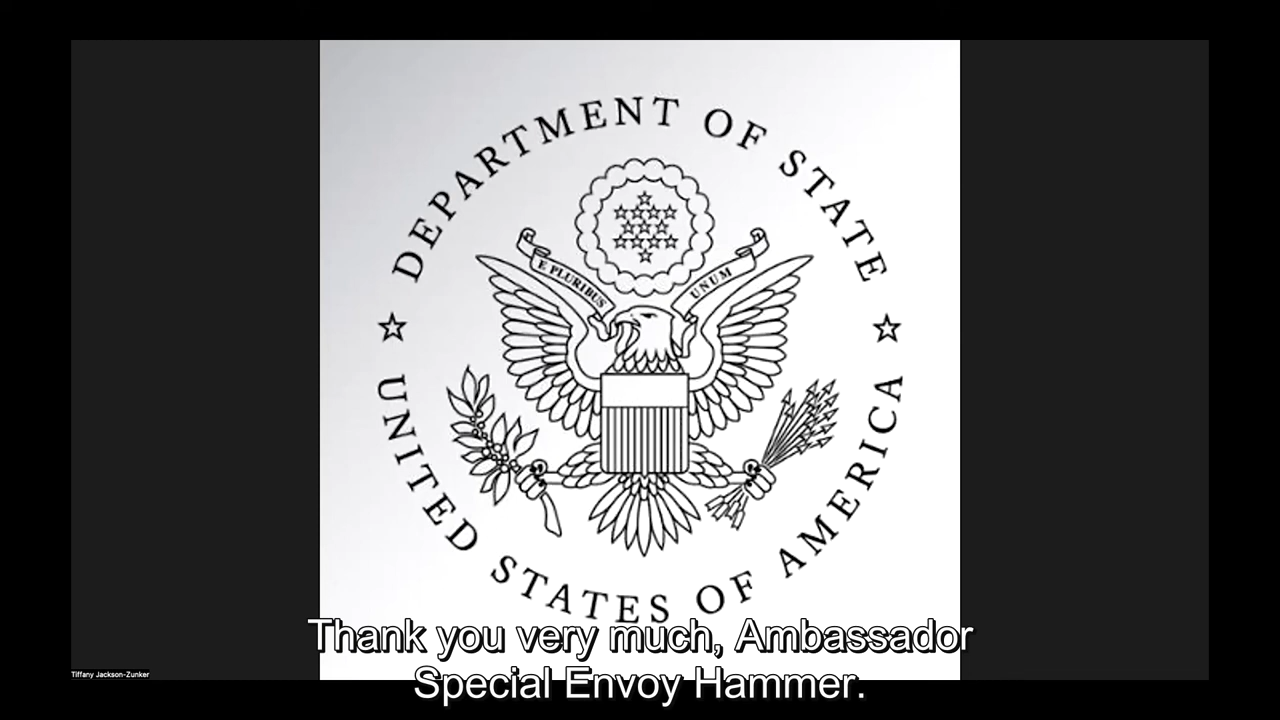 DEPARTMENT OF STATE
E PLURIBUS UNUM
UNITED STATES OF AMERICA
Thank you very much, Ambassador
Special Envoy Hammer.
Tiffany Jackson-Zunker